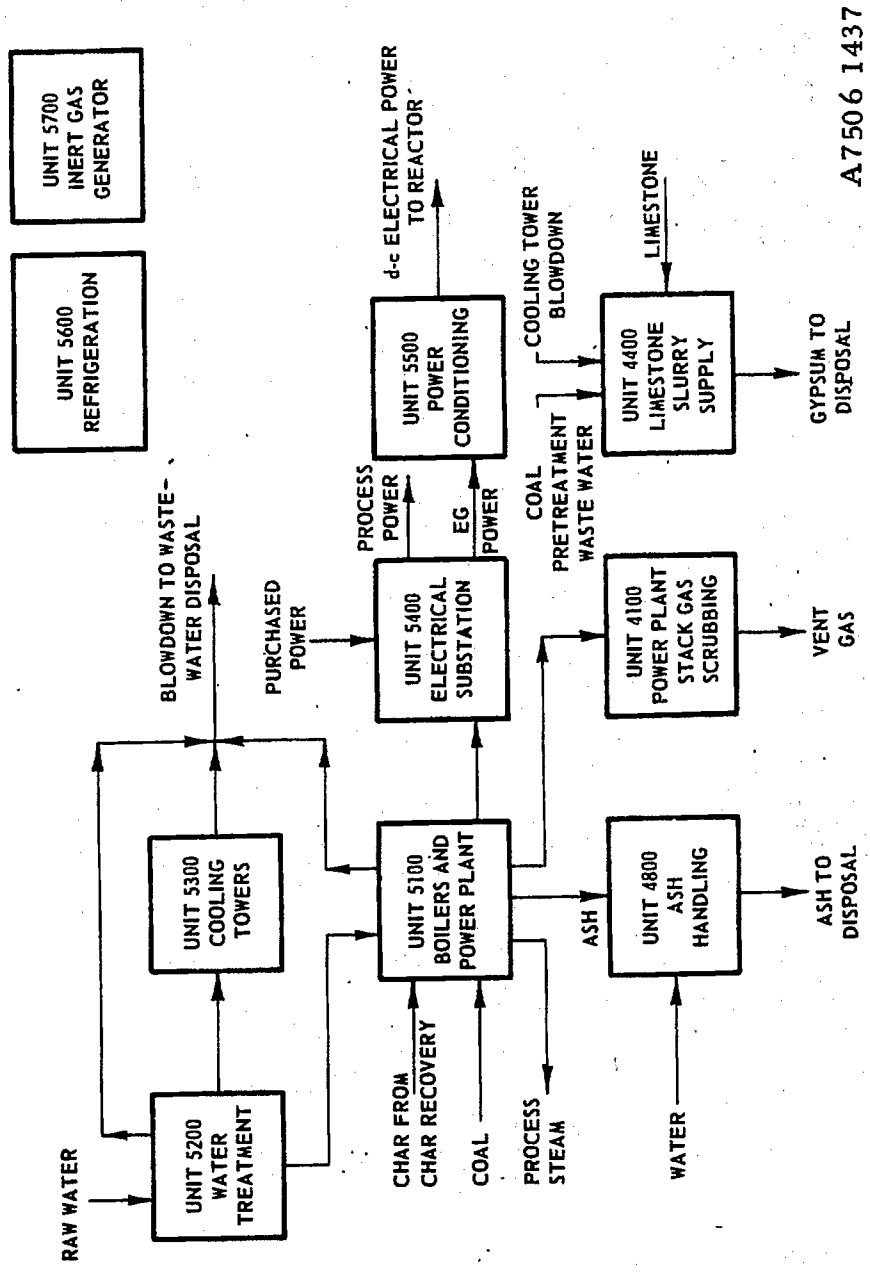 RAW WATER
UNIT 5200
WATER
TREATMENT
UNIT 5300
COOLING
TOWERS
BLOWDOWN TO WASTE-
WATER DISPOSAL
UNIT 5600
REFRIGERATION
UNIT 5700
INERT GAS
GENERATOR
CHAR FROM
CHAR RECOVERY
COAL
PROCESS
STEAM
UNIT 5100
BOILERS AND
POWER PLANT
PURCHASED
POWER
UNIT 5400
ELECTRICAL
SUBSTATION
PROCESS
POWER
EG
POWER
UNIT 5500
POWER
CONDITIONING
d-c ELECTRICAL POWER
TO REACTOR
WATER
ASH
UNIT 4800
ASH
HANDLING
ASH TO
DISPOSAL
UNIT 4100
POWER PLANT
STACK GAS
SCRUBBING
VENT
GAS
COAL
PRETREATMENT
WASTE WATER
COOLING TOWER
BLOWDOWN
UNIT 4400
LIMESTONE
SLURRY
SUPPLY
LIMESTONE
GYPSUM TO
DISPOSAL
A7506 1437